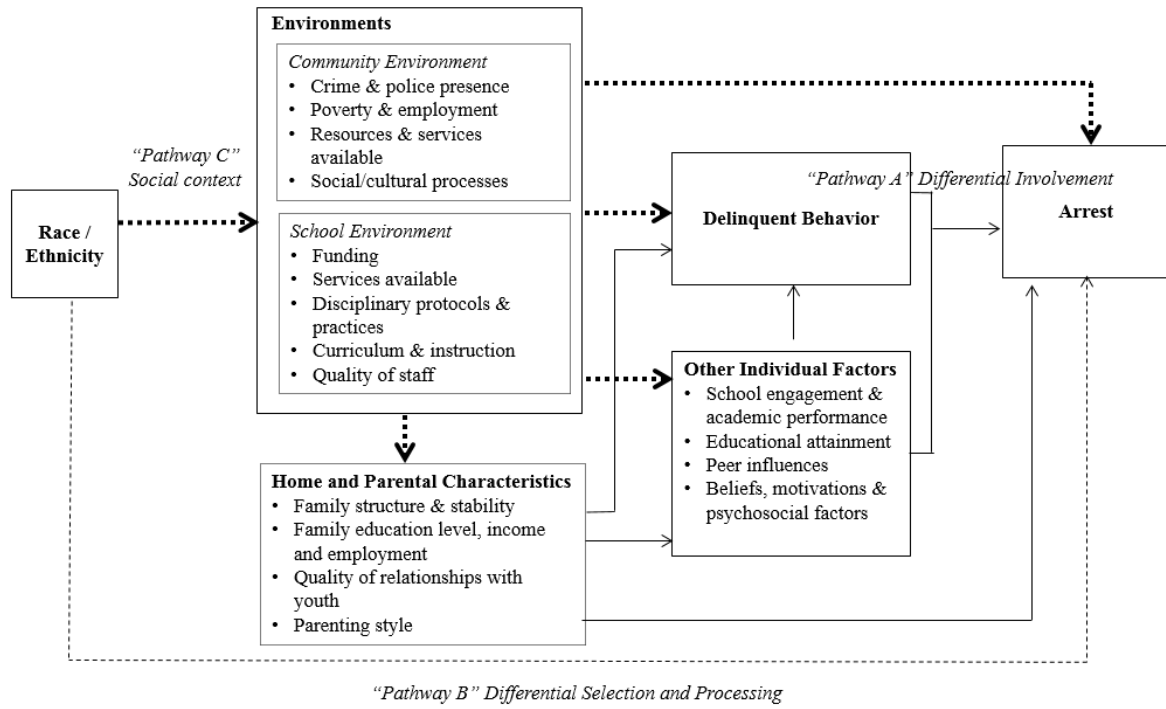 Environments
Community Environment
• Crime & police presence
• Poverty & employment
• Resources & services
available
• Social/cultural processes
"Pathway C"
Social context
Race /
Ethnicity
School Environment
• Funding
• Services available
• Disciplinary protocols &
practices
• Curriculum & instruction
• Quality of staff
"Pathway A" Differential Involvement
Delinquent Behavior
Arrest
Other Individual Factors
• School engagement &
academic performance
• Educational attainment
• Peer influences
• Beliefs, motivations &
psychosocial factors
Home and Parental Characteristics
• Family structure & stability
• Family education level, income
and employment
• Quality of relationships with
youth
• Parenting style
"Pathway B" Differential Selection and Processing